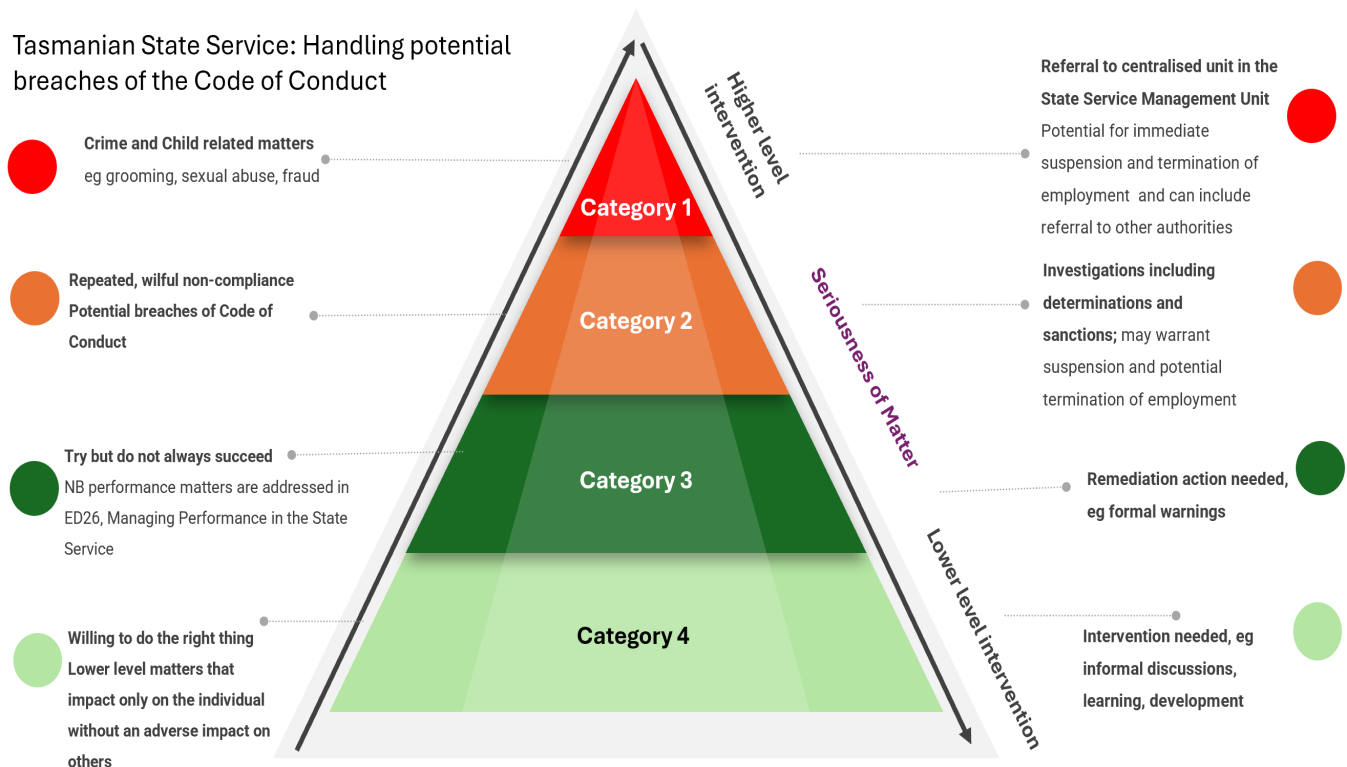 Tasmanian State Service: Handling potential
breaches of the Code of Conduct
Crime and Child related matters
eg grooming, sexual abuse, fraud
Repeated, wilful non-compliance
Potential breaches of Code of
Conduct
Try but do not always succeed
NB performance matters are addressed in
ED26, Managing Performance in the State
Service
Willing to do the right thing
Lower level matters that
impact only on the individual
without an adverse impact on
others
Category 1
Category 2
Category 3
Category 4
Higher level
intervention
Seriousness of Matter
Lower level intervention
Referral to centralised unit in the
State Service Management Unit
Potential for immediate
suspension and termination of
employment  and can include
referral to other authorities
Investigations including
determinations and
sanctions; may warrant
suspension and potential
termination of employment
Remediation action needed,
eg formal warnings
Intervention needed, eg
informal discussions,
learning, development